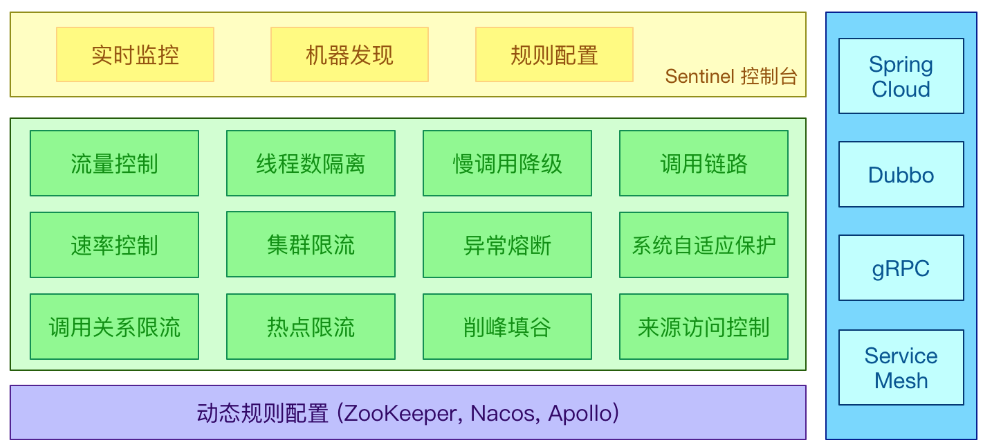 实时监控
机器发现
规则配置
Sentinel 控制台
流量控制
线程数隔离
慢调用降级
调用链路
速率控制
集群限流
异常熔断
系统自适应保护
调用关系限流
热点限流
削峰填谷
来源访问控制
动态规则配置 (ZooKeeper, Nacos, Apollo)
Spring
Cloud
Dubbo
gRPC
Service
Mesh